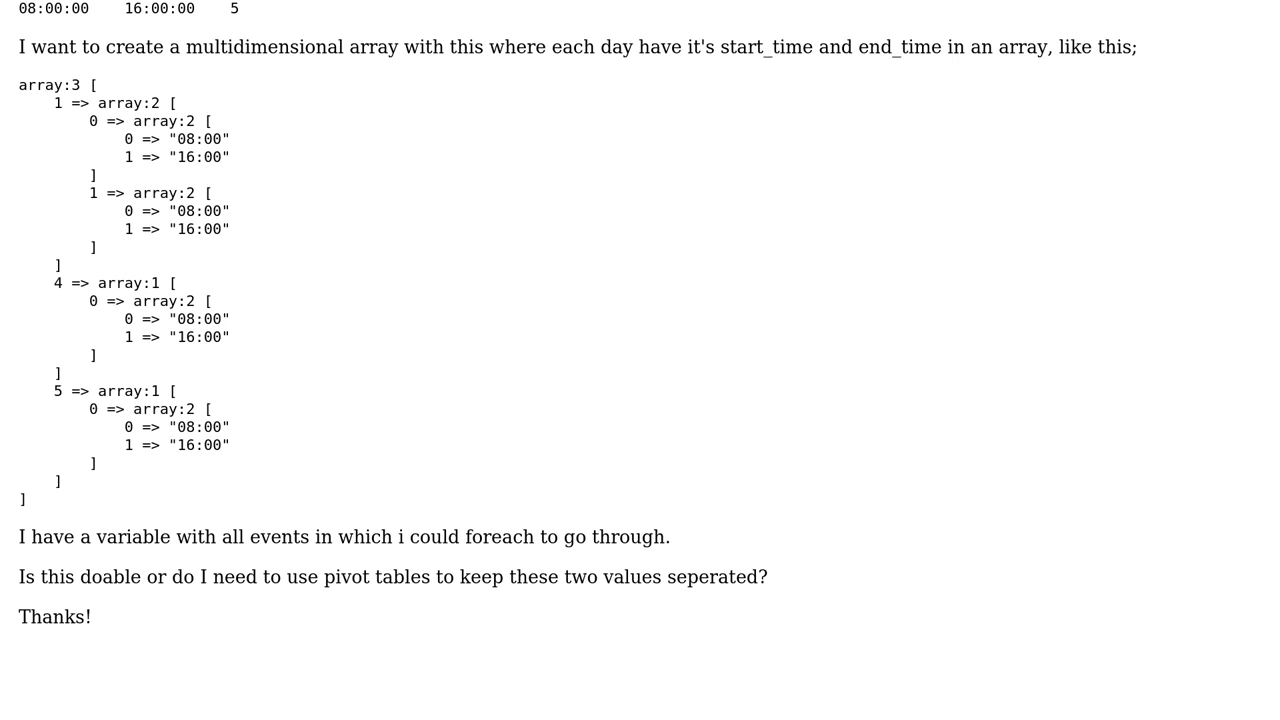 08:00:00    16:00:00    5
I want to create a multidimensional array with this where each day have it's start_time and end_time in an array, like this;
array:3 [
    1 => array:2 [
        0 => array:2 [
            0 => "08:00"
            1 => "16:00"
        ]
        1 => array:2 [
            0 => "08:00"
            1 => "16:00"
        ]
    ]
    4 => array:1 [
        0 => array:2 [
            0 => "08:00"
            1 => "16:00"
        ]
    ]
    5 => array:1 [
        0 => array:2 [
            0 => "08:00"
            1 => "16:00"
        ]
    ]
]
I have a variable with all events in which i could foreach to go through.
Is this doable or do I need to use pivot tables to keep these two values seperated?
Thanks!